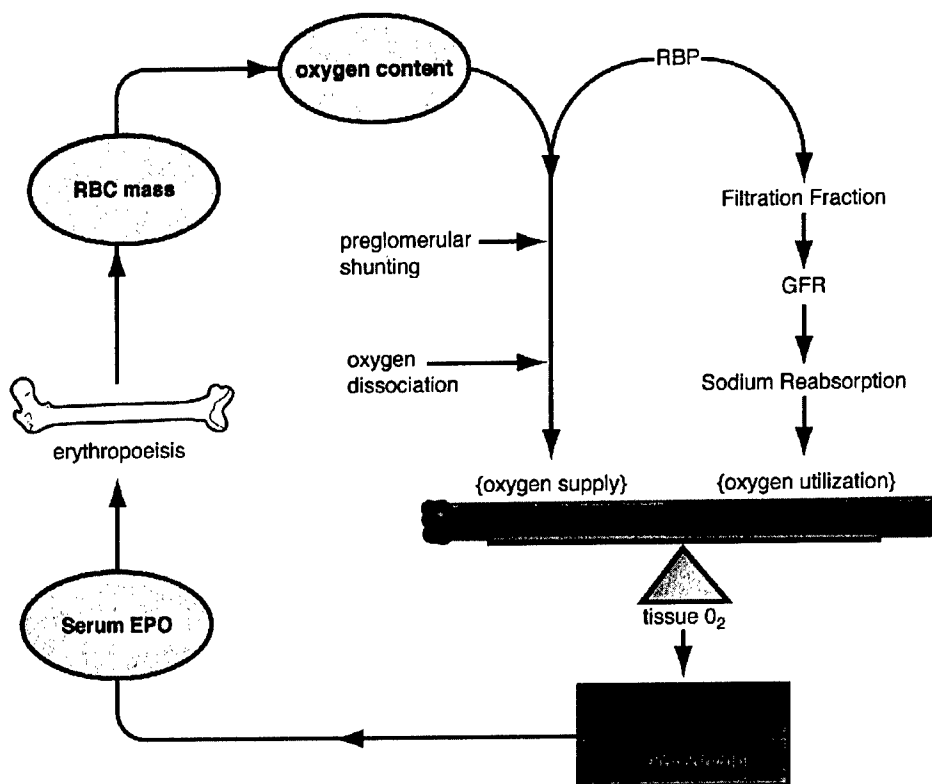 oxygen content
RBP
RBC mass
Filtration Fraction
preglomerular
shunting
GFR
oxygen
dissociation
Sodium Reabsorption
erythropoeisis
{oxygen supply}
{oxygen utilization}
Serum EPO
tissue 0₂